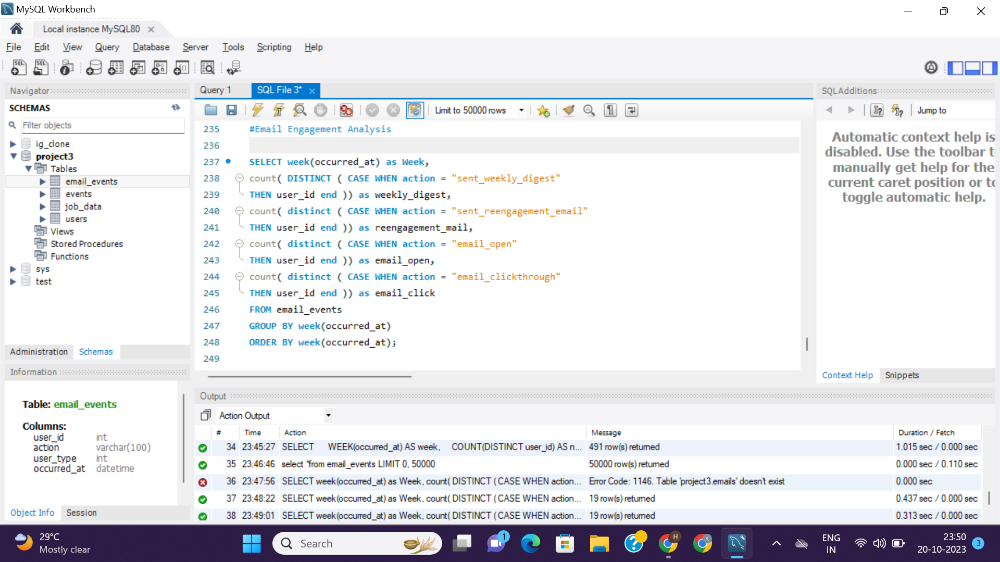 MySQL Workbench
Local instance MySQL80
File Edit View Query Database Server Tools Scripting Help
Navigator
SCHEMAS
Filter objects
ig_clone
project3
Tables
email_events
events
job_data
users
Views
Stored Procedures
Functions
sys
test
Administration Schemas
Information
Table: email_events
Columns:
user_id int
action varchar(100)
user_type int
occurred_at datetime
Object Info Session
Query 1 SQL File 3*
Limit to 50000 rows
235 #Email Engagement Analysis
236
237 SELECT week(occurred_at) as Week,
238 count( DISTINCT ( CASE WHEN action = "sent_weekly_digest"
239 THEN user_id end )) as weekly_digest,
240 count( distinct ( CASE WHEN action = "sent_reengagement_email"
241 THEN user_id end )) as reengagement_mail,
242 count( distinct ( CASE WHEN action = "email_open"
243 THEN user_id end )) as email_open,
244 count( distinct ( CASE WHEN action = "email_clickthrough"
245 THEN user_id end )) as email_click
246 FROM email_events
247 GROUP BY week(occurred_at)
248 ORDER BY week(occurred_at);
249
SQLAdditions
Jump to
Automatic context help is
disabled. Use the toolbar t
manually get help for the
current caret position or to
toggle automatic help.
Context Help Snippets
Output
Action Output
# Time Action Message Duration / Fetch
34 23:45:27 SELECT WEEK(occurred_at) AS week, COUNT(DISTINCT user_id) AS n... 491 row(s) returned 1.015 sec / 0.000 sec
35 23:46:46 select *from email_events LIMIT 0, 50000 50000 row(s) returned 0.000 sec / 0.110 sec
36 23:47:56 SELECT week(occurred_at) as Week, count( DISTINCT ( CASE WHEN action... Error Code: 1146. Table 'project3.emails' doesn't exist 0.000 sec
37 23:48:22 SELECT week(occurred_at) as Week, count( DISTINCT ( CASE WHEN action... 19 row(s) returned 0.437 sec / 0.000 sec
38 23:49:01 SELECT week(occurred_at) as Week, count( DISTINCT ( CASE WHEN action... 19 row(s) returned 0.313 sec / 0.000 sec
29°C
Mostly clear
Search
1
H
K
ENG
IN
23:50
20-10-2023
3